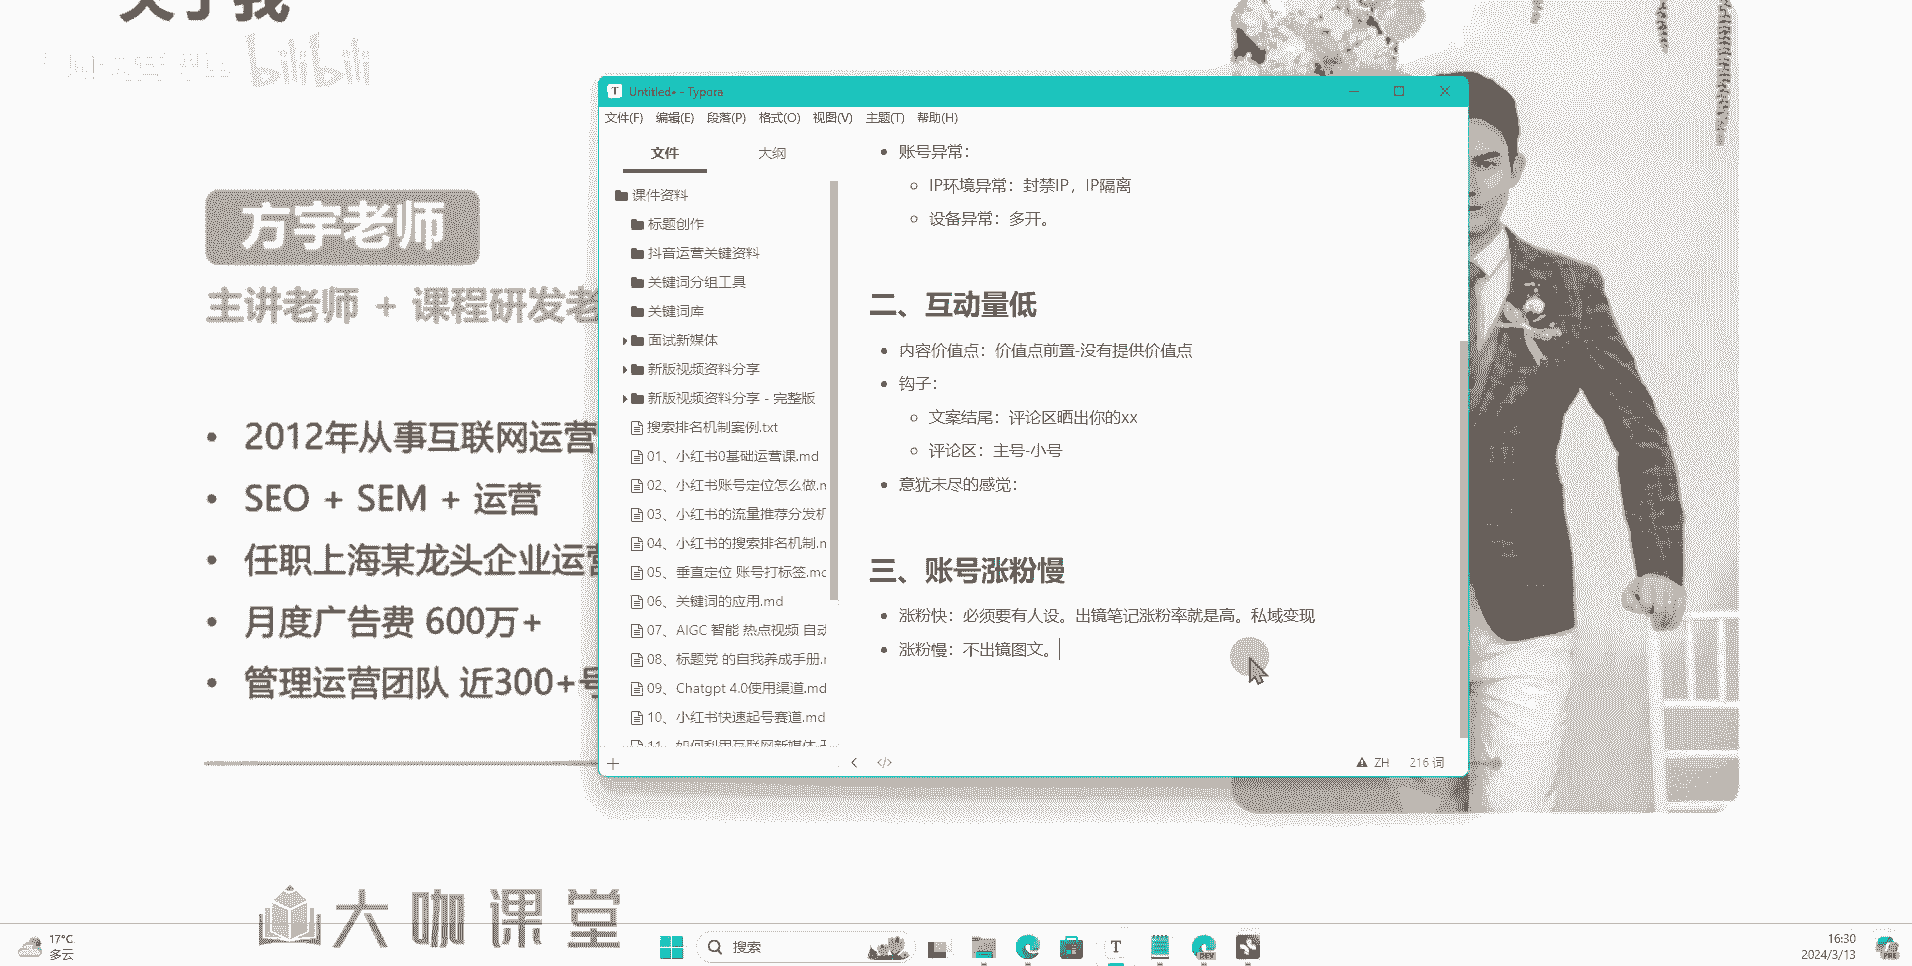 关于我
bilibili
方宇老师
主讲老师 + 课程研发老
2012年从事互联网运营
SEO + SEM + 运营
任职上海某龙头企业运营
月度广告费 600万+
管理运营团队 近300+号
大咖课堂
Untitled• - Typora
文件(F) 编辑(E) 段落(P) 格式(O) 视图(V) 主题(T) 帮助(H)
文件 大纲
课件资料
标题创作
抖音运营关键资料
关键词分组工具
关键词库
面试新媒体
新版视频资料分享
新版视频资料分享 - 完整版
搜索排名机制案例.txt
01、小红书0基础运营课.md
02、小红书账号定位怎么做.m
03、小红书的流量推荐分发机
04、小红书的搜索排名机制.m
05、垂直定位 账号打标签.mc
06、关键词的应用.md
07、AIGC 智能 热点视频 自动
08、标题党 的自我养成手册.r
09、Chatgpt 4.0使用渠道.md
10、小红书快速起号赛道.md
11、如何利用互联网新媒体
账号异常：
IP环境异常：封禁IP，IP隔离
设备异常：多开。
二、互动量低
内容价值点：价值点前置-没有提供价值点
钩子：
文案结尾：评论区晒出你的xx
评论区：主号-小号
意犹未尽的感觉：
三、账号涨粉慢
涨粉快：必须要有人设。出镜笔记涨粉率就是高。私域变现
涨粉慢：不出镜图文。
ZH 216 词
17°C
多云
搜索
16:30
2024/3/13